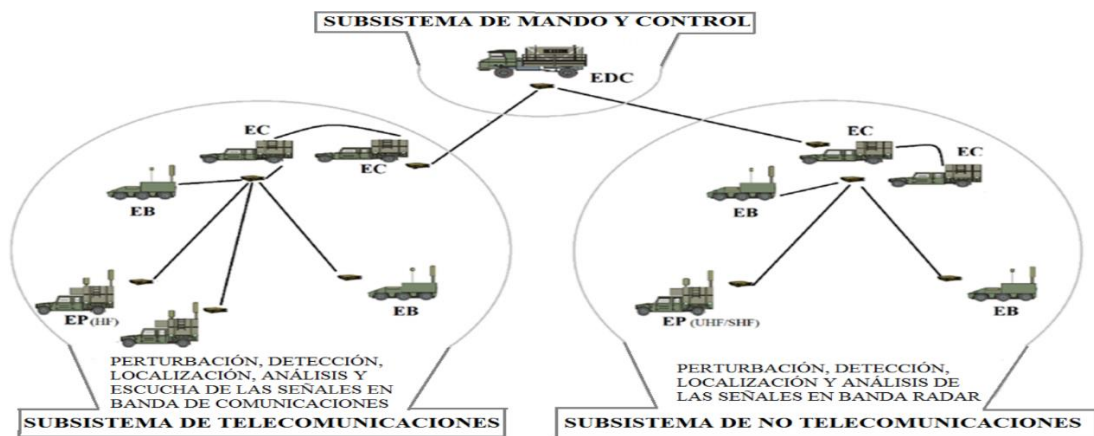 SUBSISTEMA DE MANDO Y CONTROL
EDC
EC
EC
EB
EP (HF)
EB
PERTURBACIÓN, DETECCIÓN,
LOCALIZACIÓN, ANÁLISIS Y
ESCUCHA DE LAS SEÑALES EN
BANDA DE COMUNICACIONES
SUBSISTEMA DE TELECOMUNICACIONES
EC
EC
EB
EP (UHF/SHF)
EB
PERTURBACIÓN, DETECCIÓN,
LOCALIZACIÓN Y ANÁLISIS DE
LAS SEÑALES EN BANDA RADAR
SUBSISTEMA DE NO TELECOMUNICACIONES